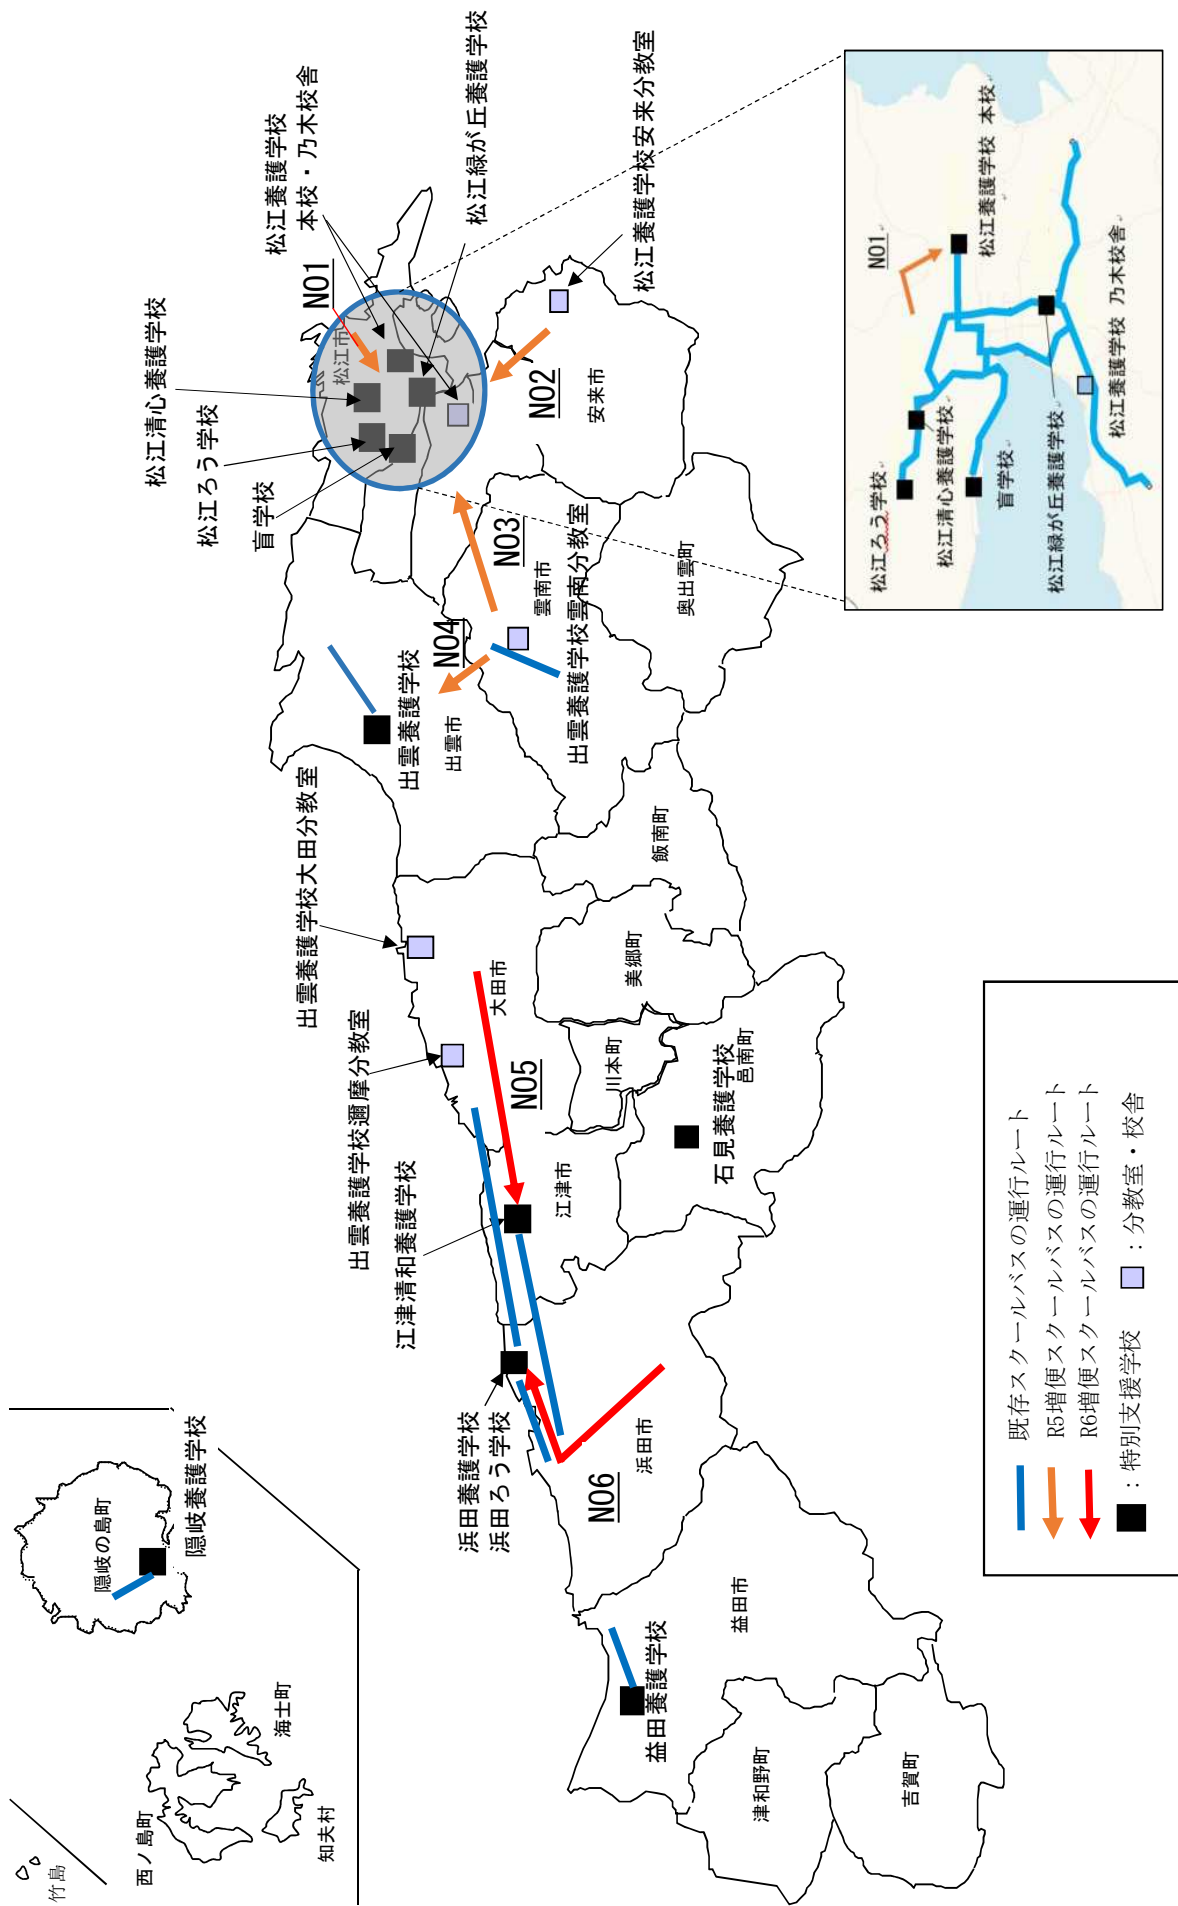 竹島
西ノ島町
海士町
知夫村
隠岐の島町
隠岐養護学校
松江養護学校
本校・乃木校舎
松江緑が丘養護学校
松江養護学校安来分教室
松江清心養護学校
松江ろう学校
盲学校
NO1
松江市
NO2
安来市
NO3
雲南市
出雲養護学校雲南分教室
奥出雲町
NO4
出雲養護学校
出雲市
飯南町
出雲養護学校大田分教室
出雲養護学校邇摩分教室
大田市
美郷町
川本町
NO5
江津清和養護学校
江津市
石見養護学校
邑南町
浜田養護学校
浜田ろう学校
NO6
浜田市
益田養護学校
益田市
津和野町
吉賀町
既存スクールバスの運行ルート
R5増便スクールバスの運行ルート
R6増便スクールバスの運行ルート
：特別支援学校 ：分教室・校舎
NO1
松江ろう学校
松江清心養護学校
盲学校
松江緑が丘養護学校
松江養護学校 本校
松江養護学校 乃木校舎